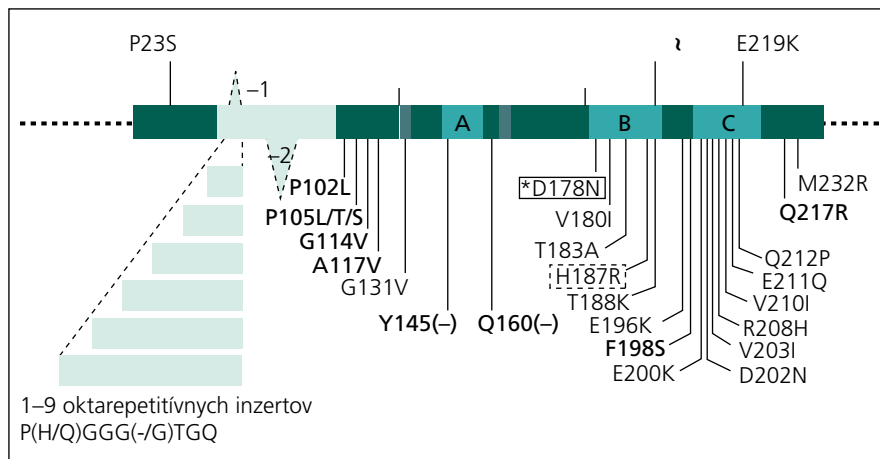 P23S
~
E219K
–1
A
B
C
–2
P102L
P105L/T/S
G114V
A117V
G131V
Y145(–)
Q160(–)
*D178N
V180I
T183A
H187R
T188K
E196K
F198S
E200K
M232R
Q217R
Q212P
E211Q
V210I
R208H
V203I
D202N
1–9 oktarepetitívnych inzertov
P(H/Q)GGG(-/G)TGQ